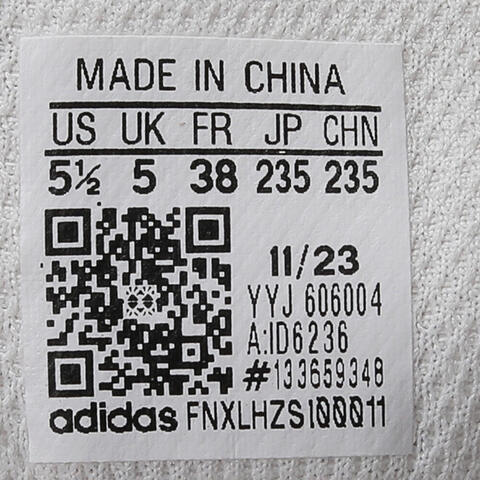 MADE IN CHINA
US UK FR JP CHN
5½ 5 38 235 235
11/23
YYJ 606004
A:ID6236
#133659348
adidas FNXLHZS100011